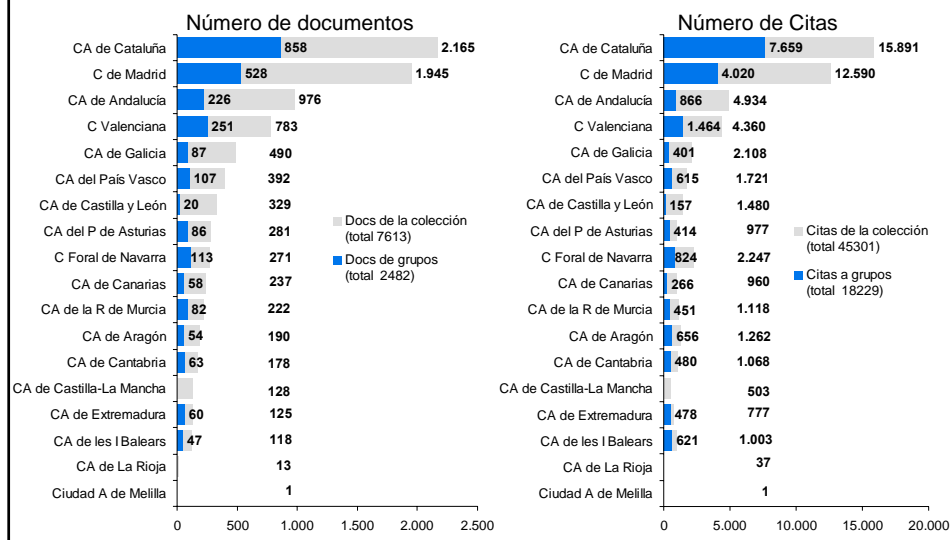 Número de documentos
CA de Cataluña 858 2.165
C de Madrid 528 1.945
CA de Andalucía 226 976
C Valenciana 251 783
CA de Galicia 87 490
CA del País Vasco 107 392
CA de Castilla y León 20 329
CA del P de Asturias 86 281
C Foral de Navarra 113 271
CA de Canarias 58 237
CA de la R de Murcia 82 222
CA de Aragón 54 190
CA de Cantabria 63 178
CA de Castilla-La Mancha 128
CA de Extremadura 60 125
CA de les I Balears 47 118
CA de La Rioja 13
Ciudad A de Melilla 1
0 500 1.000 1.500 2.000 2.500
Docs de la colección
(total 7613)
Docs de grupos
(total 2482)
Número de Citas
CA de Cataluña 7.659 15.891
C de Madrid 4.020 12.590
CA de Andalucía 866 4.934
C Valenciana 1.464 4.360
CA de Galicia 401 2.108
CA del País Vasco 615 1.721
CA de Castilla y León 157 1.480
CA del P de Asturias 414 977
C Foral de Navarra 824 2.247
CA de Canarias 266 960
CA de la R de Murcia 451 1.118
CA de Aragón 656 1.262
CA de Cantabria 480 1.068
CA de Castilla-La Mancha 503
CA de Extremadura 478 777
CA de les I Balears 621 1.003
CA de La Rioja 37
Ciudad A de Melilla 1
0 5.000 10.000 15.000 20.000
Citas de la colección
(total 45301)
Citas a grupos
(total 18229)